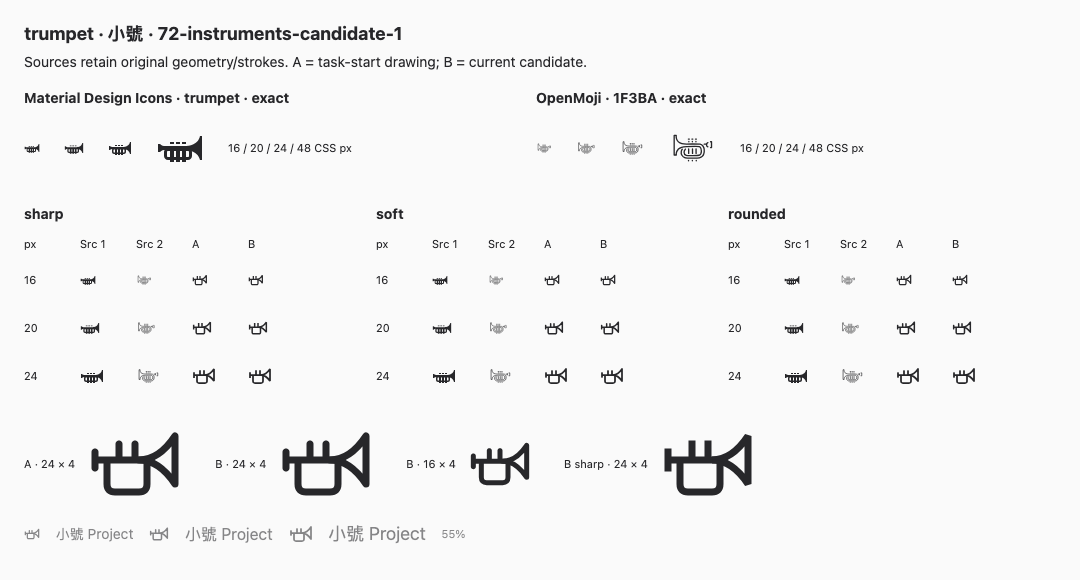 trumpet · 小號 · 72-instruments-candidate-1
Sources retain original geometry/strokes. A = task-start drawing; B = current candidate.
Material Design Icons · trumpet · exact
OpenMoji · 1F3BA · exact
16 / 20 / 24 / 48 CSS px
16 / 20 / 24 / 48 CSS px
sharp
soft
rounded
px Src 1 Src 2 A B
px Src 1 Src 2 A B
px Src 1 Src 2 A B
16
16
16
20
20
20
24
24
24
A · 24 × 4
B · 24 × 4
B · 16 × 4
B sharp · 24 × 4
小號 Project
小號 Project
小號 Project
55%